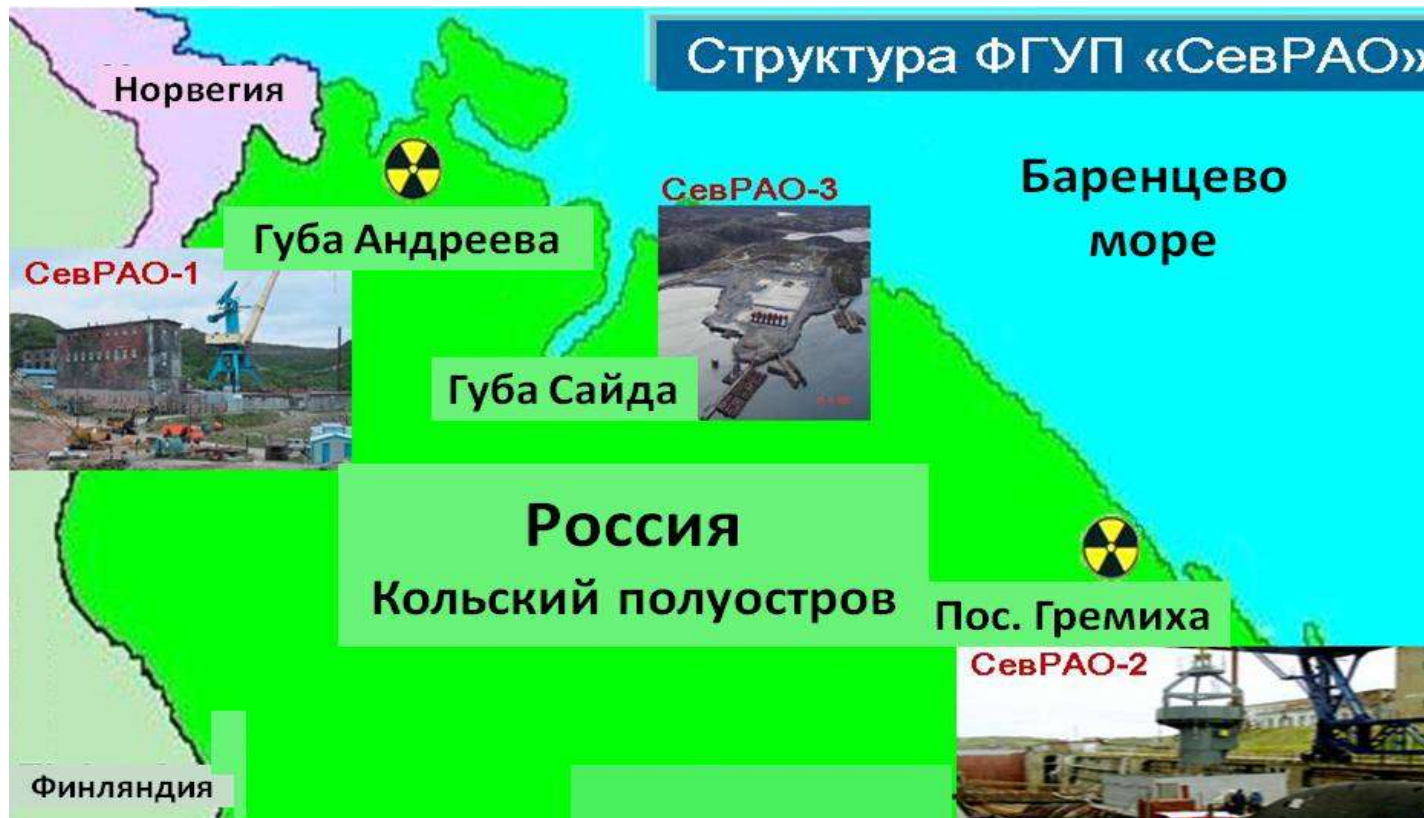 Структура ФГУП «СевРАО»
Норвегия
Баренцево
море
СевРАО-3
Губа Андреева
СевРАО-1
Губа Сайда
Россия
Кольский полуостров
Пос. Гремиха
СевРАО-2
Финляндия